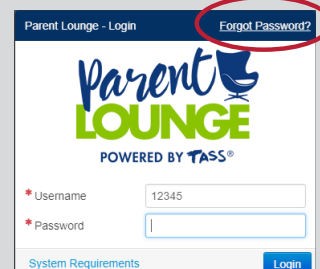 Parent Lounge - Login Forgot Password?
Parent
LOUNGE
POWERED BY TASS®
* Username 12345
* Password
System Requirements Login